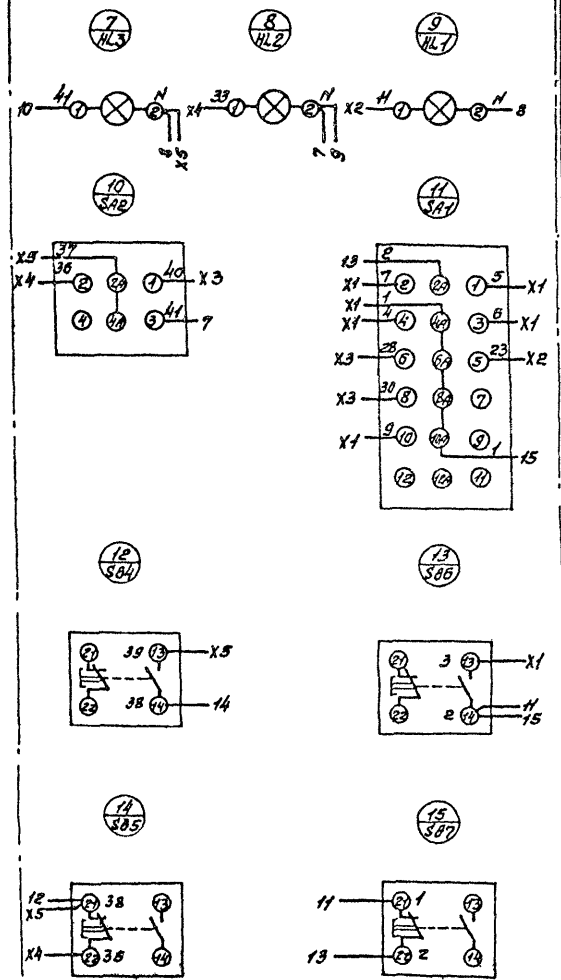 7 8 9
HL3 HL2 HL1
10 41 1 2 N X4 33 1 2 N X2 H 1 2 N 8
8 X5 7 9
10 11
SA2 SA1
X5 37
X4 36 2 2A 1 40 X3
4 4A 3 41 7
13 2
X1 7 2 2A 1 5 X1
X1 1
X1 4 4 4A 3 6 X1
X3 28 6 6A 5 23 X2
X3 30 8 8A 7
X1 9 10 10A 9
1 15
12 12A 11
12 13
SB4 SB6
21 39 13 X5
22 38 14 14
21 3 13 X1
22 2 14 11
15
14 15
SB5 SB7
12 21 38 13
X5
X4 22 36 14
11 21 1 13
13 22 2 14